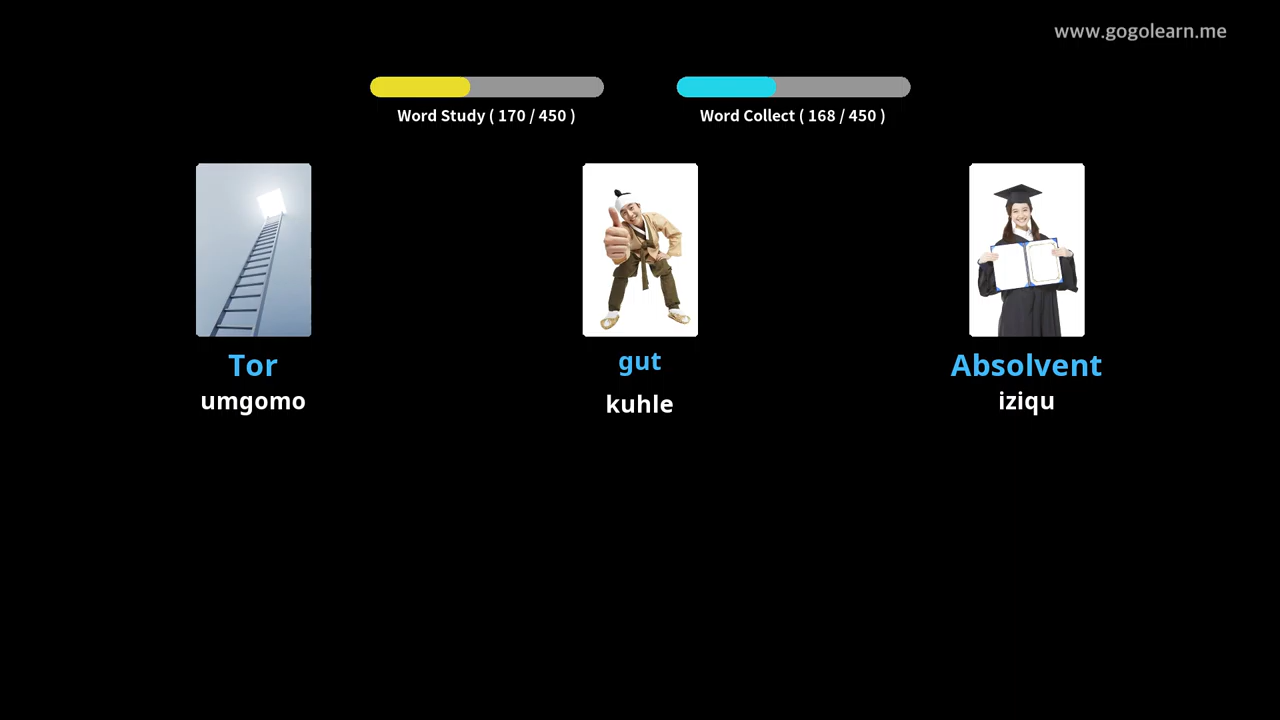 www.gogolearn.me
Word Study ( 170 / 450 )
Word Collect ( 168 / 450 )
Tor
umgomo
gut
kuhle
Absolvent
iziqu